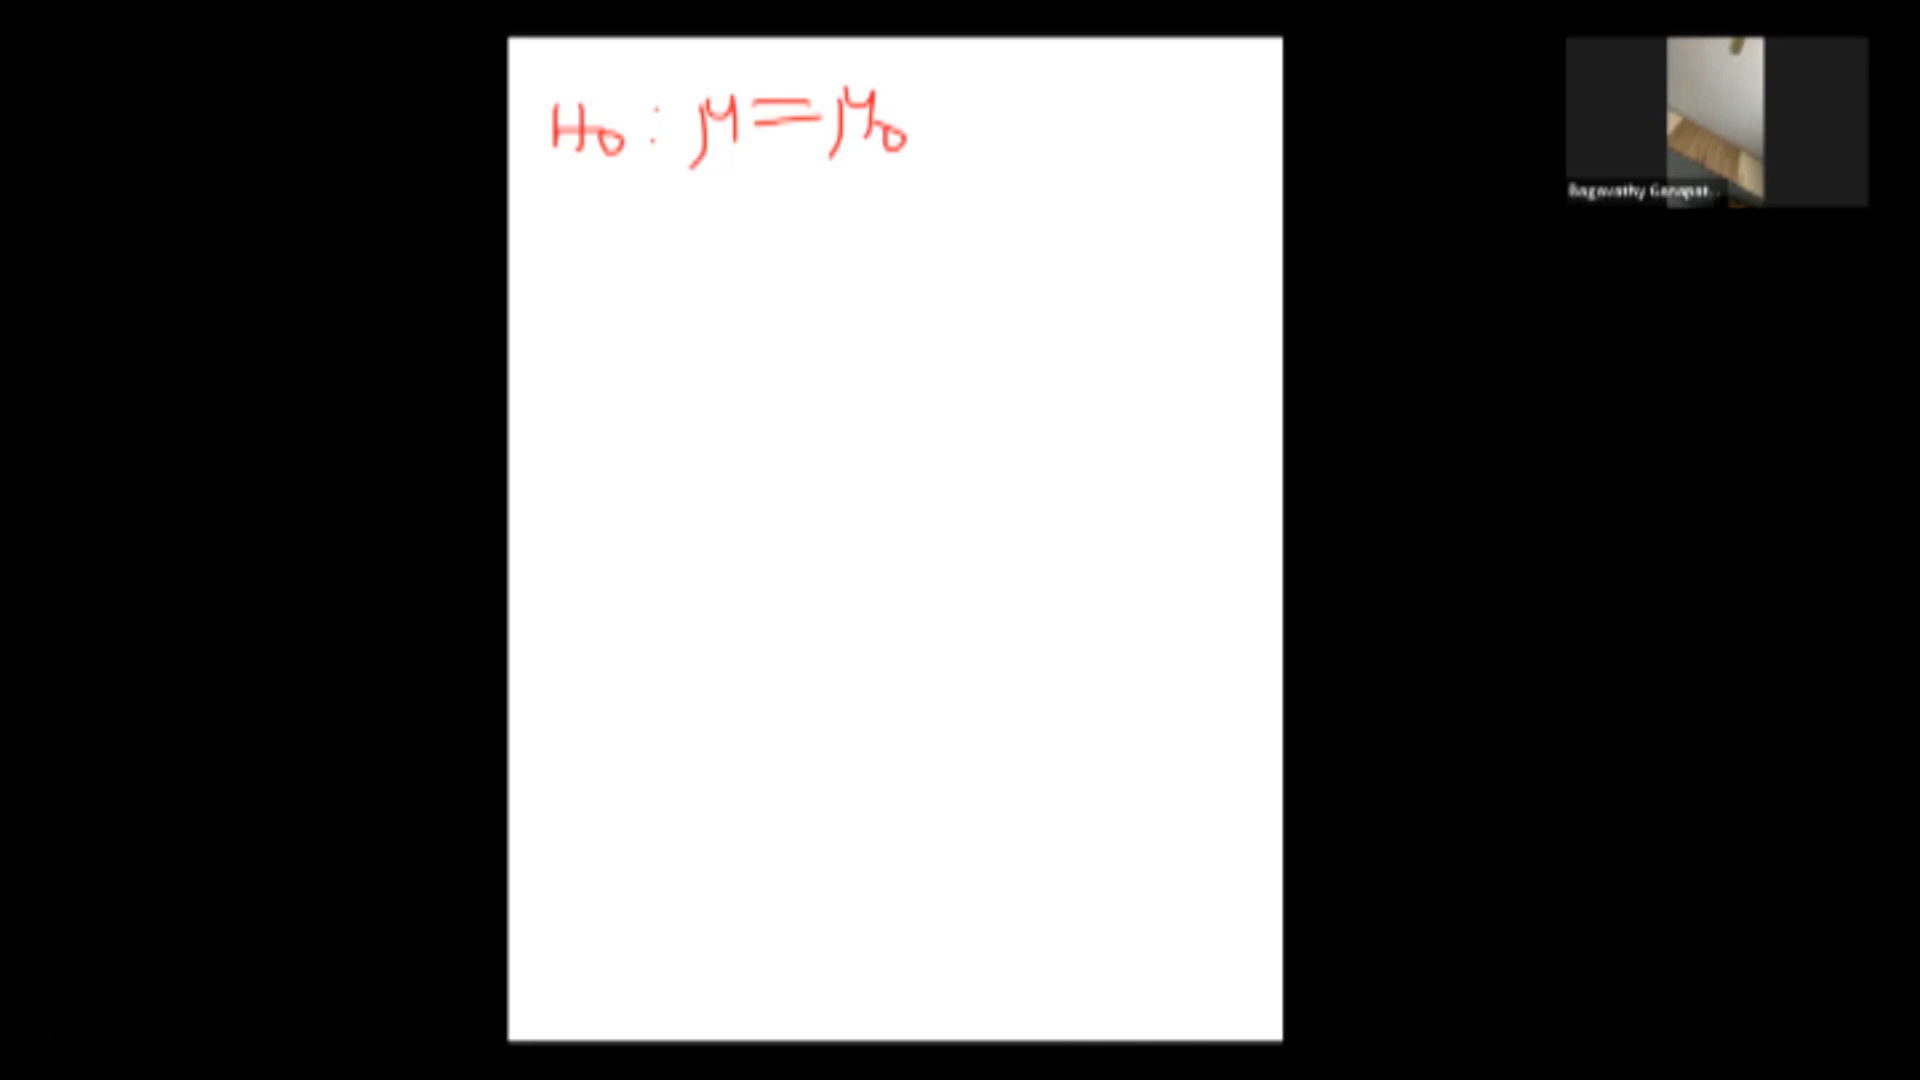 H₀ : μ = μ₀